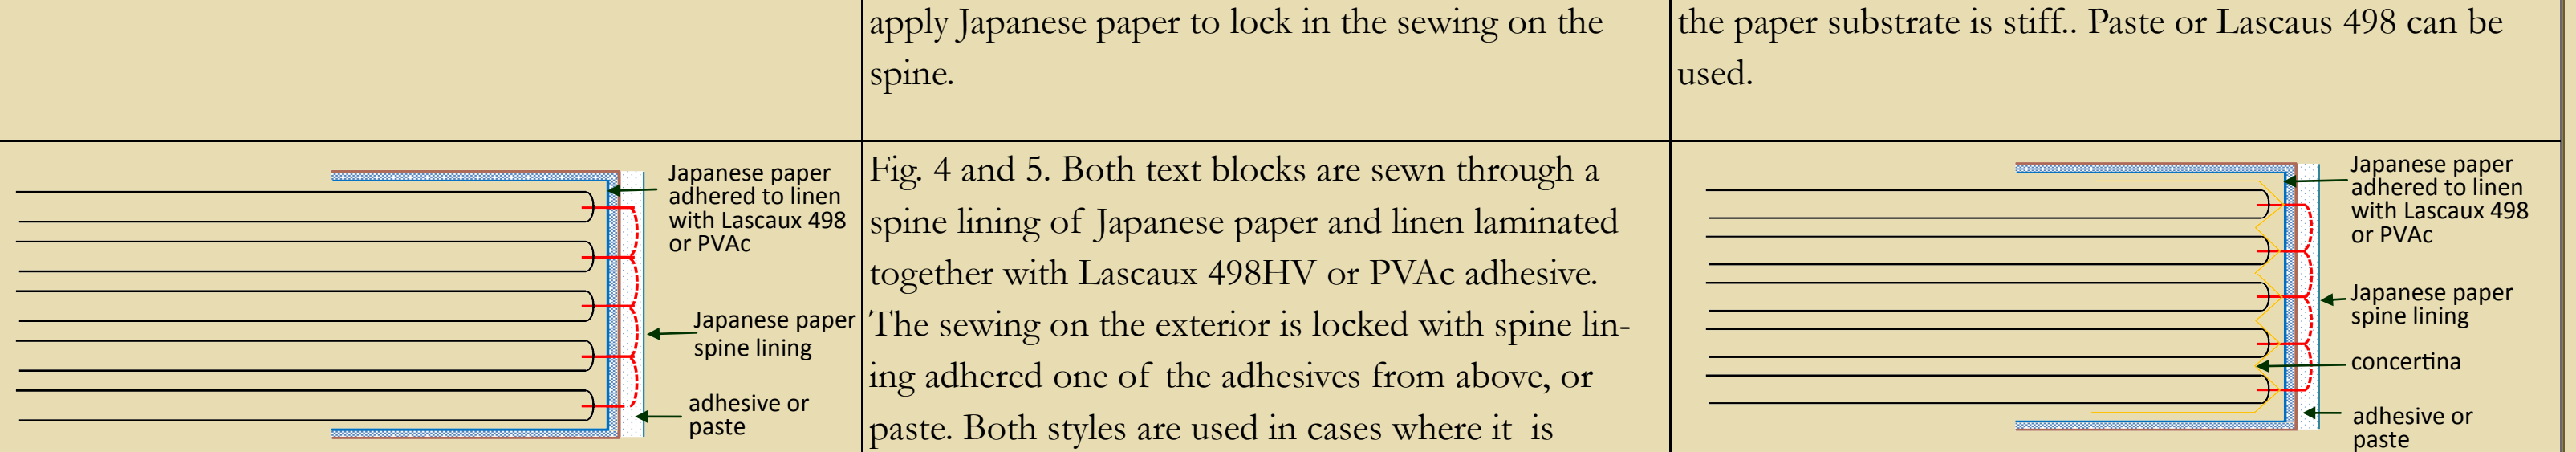 apply Japanese paper to lock in the sewing on the
spine.
the paper substrate is stiff.. Paste or Lascaus 498 can be
used.
Japanese paper
adhered to linen
with Lascaux 498
or PVAc
Japanese paper
spine lining
adhesive or
paste
Fig. 4 and 5. Both text blocks are sewn through a
spine lining of Japanese paper and linen laminated
together with Lascaux 498HV or PVAc adhesive.
The sewing on the exterior is locked with spine lin-
ing adhered one of the adhesives from above, or
paste. Both styles are used in cases where it  is
Japanese paper
adhered to linen
with Lascaux 498
or PVAc
Japanese paper
spine lining
concertina
adhesive or
paste